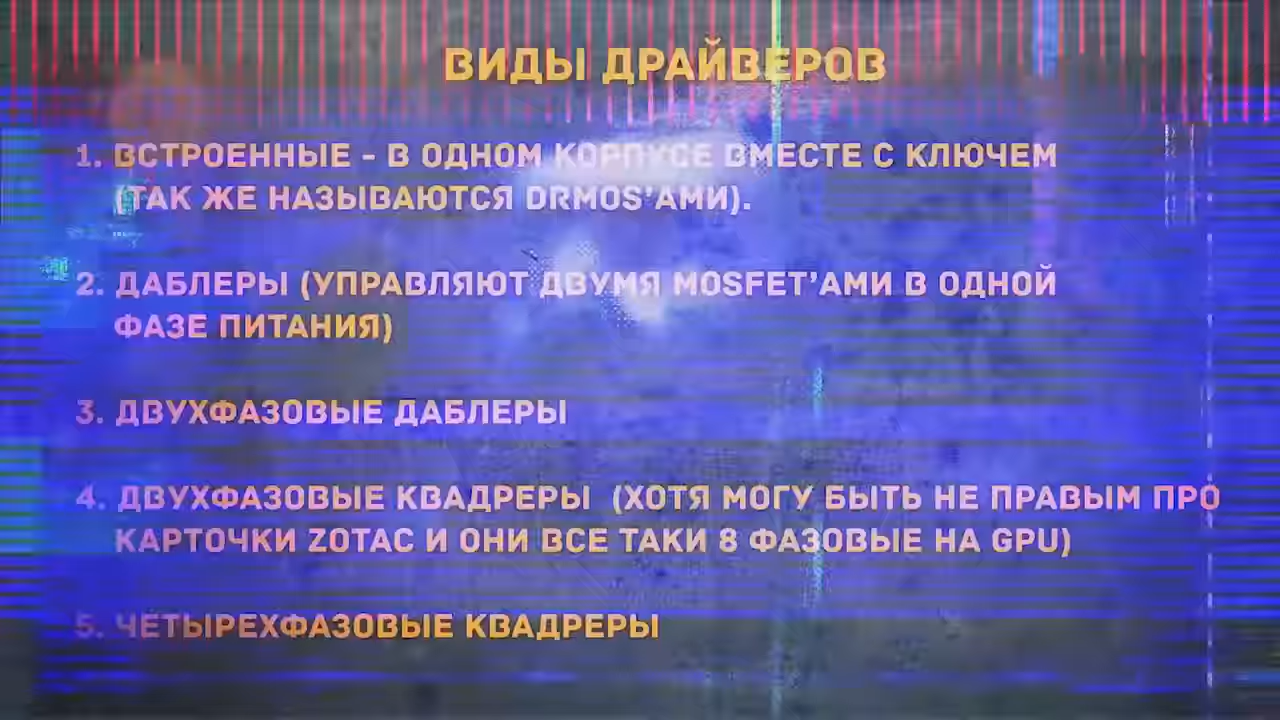 ВИДЫ ДРАЙВЕРОВ
1. ВСТРОЕННЫЕ - В ОДНОМ КОРПУСЕ ВМЕСТЕ С КЛЮЧЕМ
(ТАК ЖЕ НАЗЫВАЮТСЯ DRMOS'АМИ).
2. ДАБЛЕРЫ (УПРАВЛЯЮТ ДВУМЯ MOSFET'АМИ В ОДНОЙ
ФАЗЕ ПИТАНИЯ)
3. ДВУХФАЗОВЫЕ ДАБЛЕРЫ
4. ДВУХФАЗОВЫЕ КВАДРЕРЫ (ХОТЯ МОГУ БЫТЬ НЕ ПРАВЫМ ПРО
КАРТОЧКИ ZOTAC И ОНИ ВСЕ ТАКИ 8 ФАЗОВЫЕ НА GPU)
5. ЧЕТЫРЕХФАЗОВЫЕ КВАДРЕРЫ